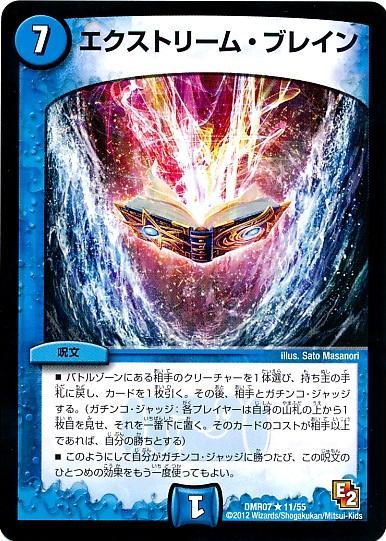 7
エクストリーム・ブレイン
呪文
illus. Sato Masanori
■ バトルゾーンにある相手のクリーチャーを1体選び、持ち主の手
札に戻し、カードを1枚引く。その後、相手とガチンコ・ジャッジ
する。(ガチンコ・ジャッジ:各プレイヤーは自身の山札の上から1
枚目を見せ、それを一番下に置く。そのカードのコストが相手以上
であれば、自分の勝ちとする)
■ このようにして自分がガチンコ・ジャッジに勝つたび、この呪文の
ひとつめの効果をもう一度使ってもよい。
1
DMR07★11/55
©2012 Wizards/Shogakukan/Mitsui-Kids
E2